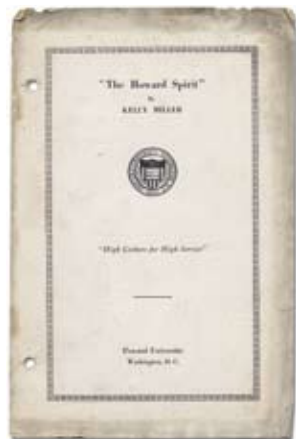 "The Howard Spirit"
By
KELLY MILLER
"High Culture for High Service"
Howard University
Washington, D. C.